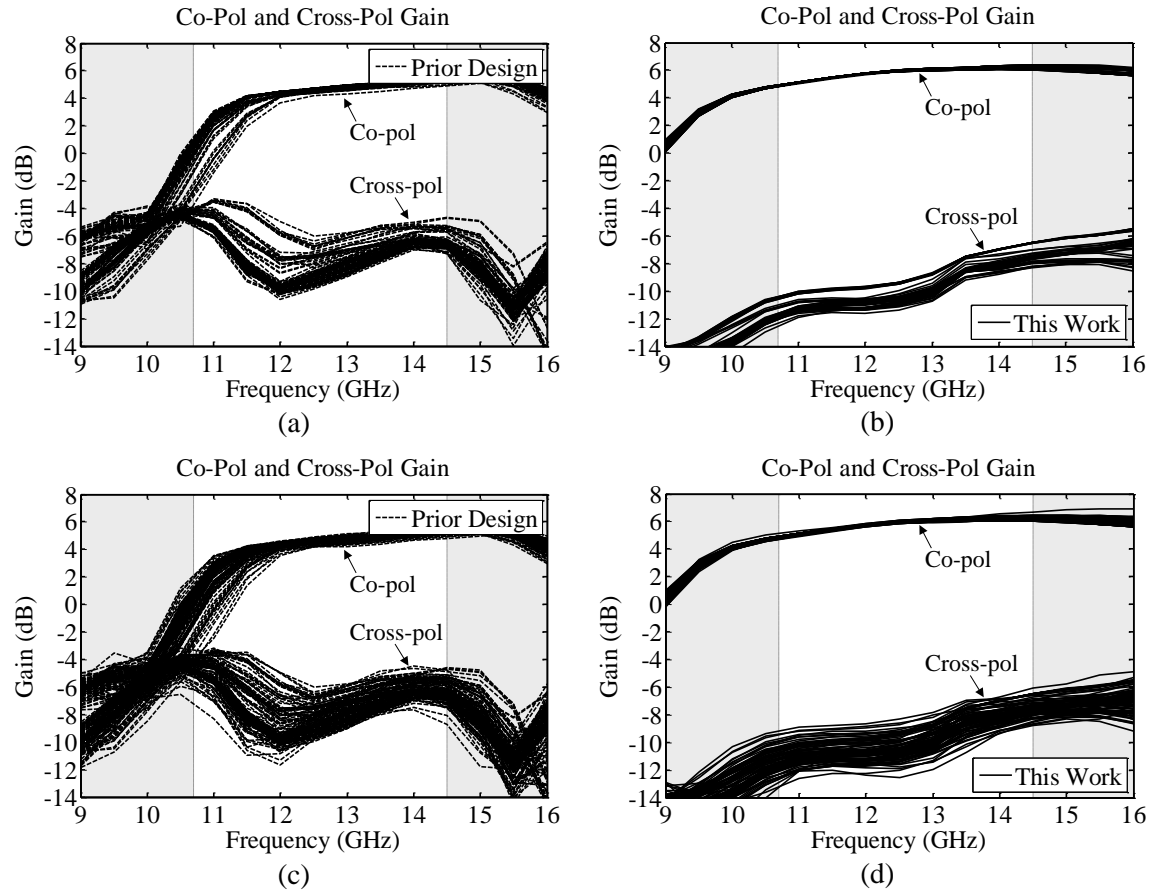 Co-Pol and Cross-Pol Gain
8
6
4
2
0
-2
-4
-6
-8
-10
-12
-14
Gain (dB)
Prior Design
Co-pol
Cross-pol
9 10 11 12 13 14 15 16
Frequency (GHz)
(a)
Co-Pol and Cross-Pol Gain
8
6
4
2
0
-2
-4
-6
-8
-10
-12
-14
Gain (dB)
Co-pol
Cross-pol
This Work
9 10 11 12 13 14 15 16
Frequency (GHz)
(b)
Co-Pol and Cross-Pol Gain
8
6
4
2
0
-2
-4
-6
-8
-10
-12
-14
Gain (dB)
Prior Design
Co-pol
Cross-pol
9 10 11 12 13 14 15 16
Frequency (GHz)
(c)
Co-Pol and Cross-Pol Gain
8
6
4
2
0
-2
-4
-6
-8
-10
-12
-14
Gain (dB)
Co-pol
Cross-pol
This Work
9 10 11 12 13 14 15 16
Frequency (GHz)
(d)